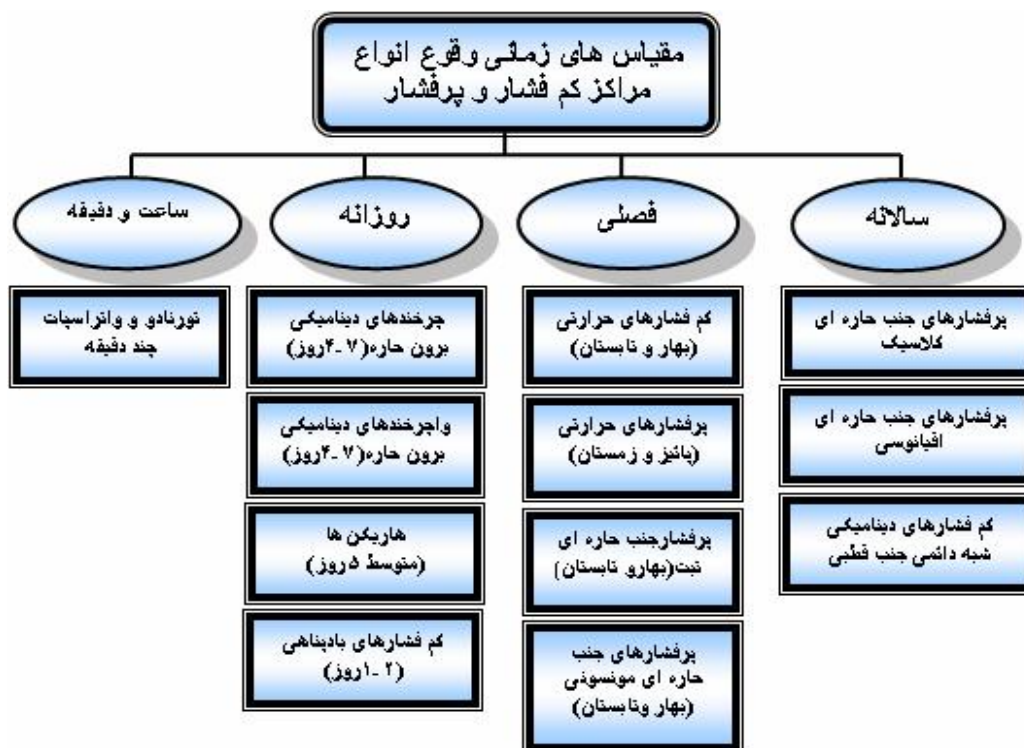 مقیاس های زمانی وقوع انواع
مراکز کم فشار و پرفشار
سالانه
فصلی
روزانه
ساعت و دقیقه
پرفشارهای جنب حاره ای
کلاسیک
پرفشارهای جنب حاره ای
اقیانوسی
کم فشارهای دینامیکی
شبه دائمی جنب قطبی
کم فشارهای حرارتی
(بهار و تابستان)
پرفشارهای حرارتی
(پائیز و زمستان)
پرفشارجنب حاره ای
تبت(بهارو تابستان)
پرفشارهای جنب
حاره ای مونسونی
(بهار وتابستان)
چرخندهای دینامیکی
برون حاره(۷ -۴روز)
واچرخندهای دینامیکی
برون حاره(۷ -۴روز)
هاریکن ها
(متوسط ۵روز)
کم فشارهای بادپناهی
(۲ -۱روز)
تورنادو و واتراسپات
چند دقیقه